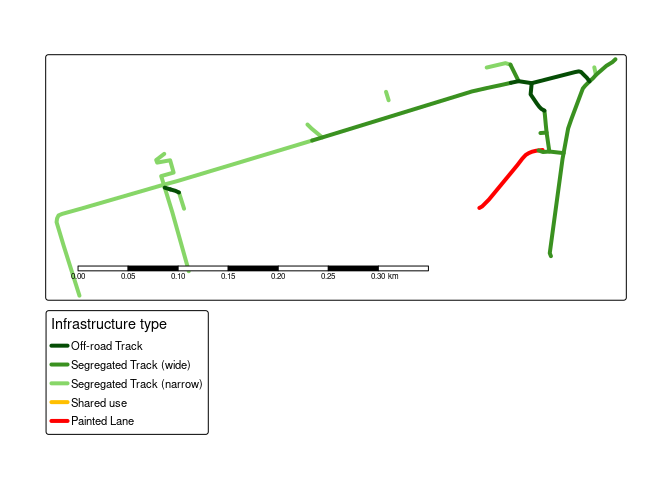 0.00 0.05 0.10 0.15 0.20 0.25 0.30 km
Infrastructure type
Off-road Track
Segregated Track (wide)
Segregated Track (narrow)
Shared use
Painted Lane